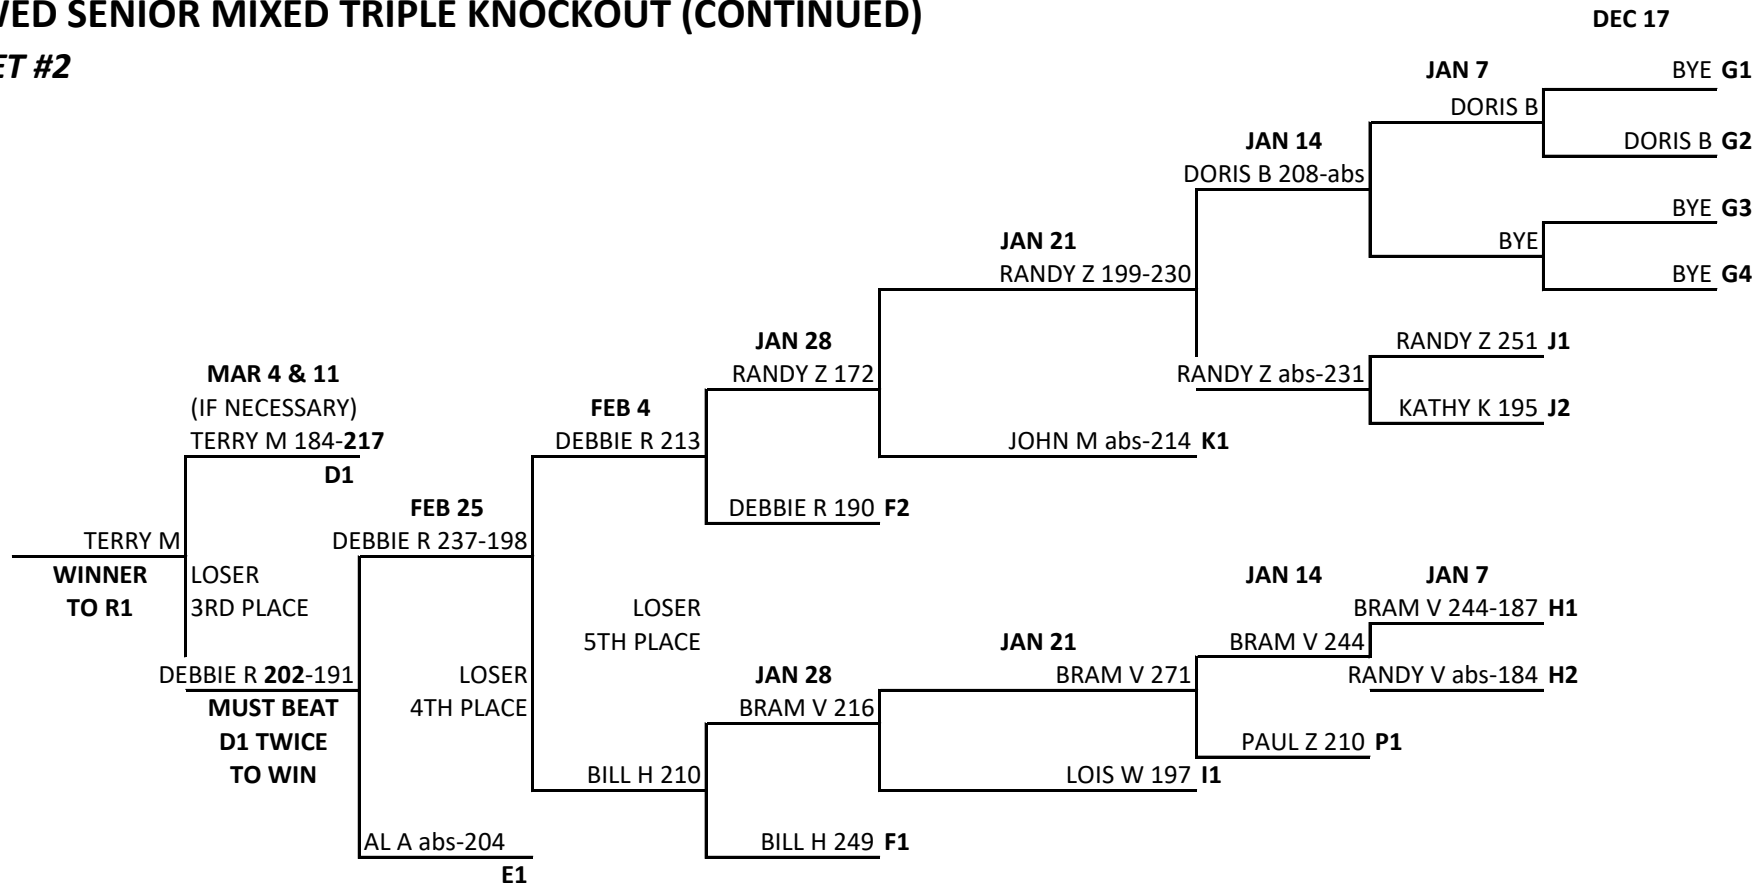 WED SENIOR MIXED TRIPLE KNOCKOUT (CONTINUED)
DEC 17
ET #2
JAN 7
BYE G1
DORIS B
JAN 14
DORIS B G2
DORIS B 208-abs
BYE G3
JAN 21
BYE
RANDY Z 199-230
BYE G4
JAN 28
RANDY Z 251 J1
MAR 4 & 11
RANDY Z 172
RANDY Z abs-231
(IF NECESSARY)
FEB 4
KATHY K 195 J2
TERRY M 184-217
DEBBIE R 213
JOHN M abs-214 K1
D1
FEB 25
DEBBIE R 190 F2
TERRY M
DEBBIE R 237-198
WINNER
LOSER
JAN 14
JAN 7
TO R1
3RD PLACE
LOSER
BRAM V 244-187 H1
5TH PLACE
JAN 21
BRAM V 244
DEBBIE R 202-191
LOSER
JAN 28
BRAM V 271
RANDY V abs-184 H2
MUST BEAT
4TH PLACE
BRAM V 216
D1 TWICE
PAUL Z 210 P1
TO WIN
BILL H 210
LOIS W 197 I1
AL A abs-204
BILL H 249 F1
E1